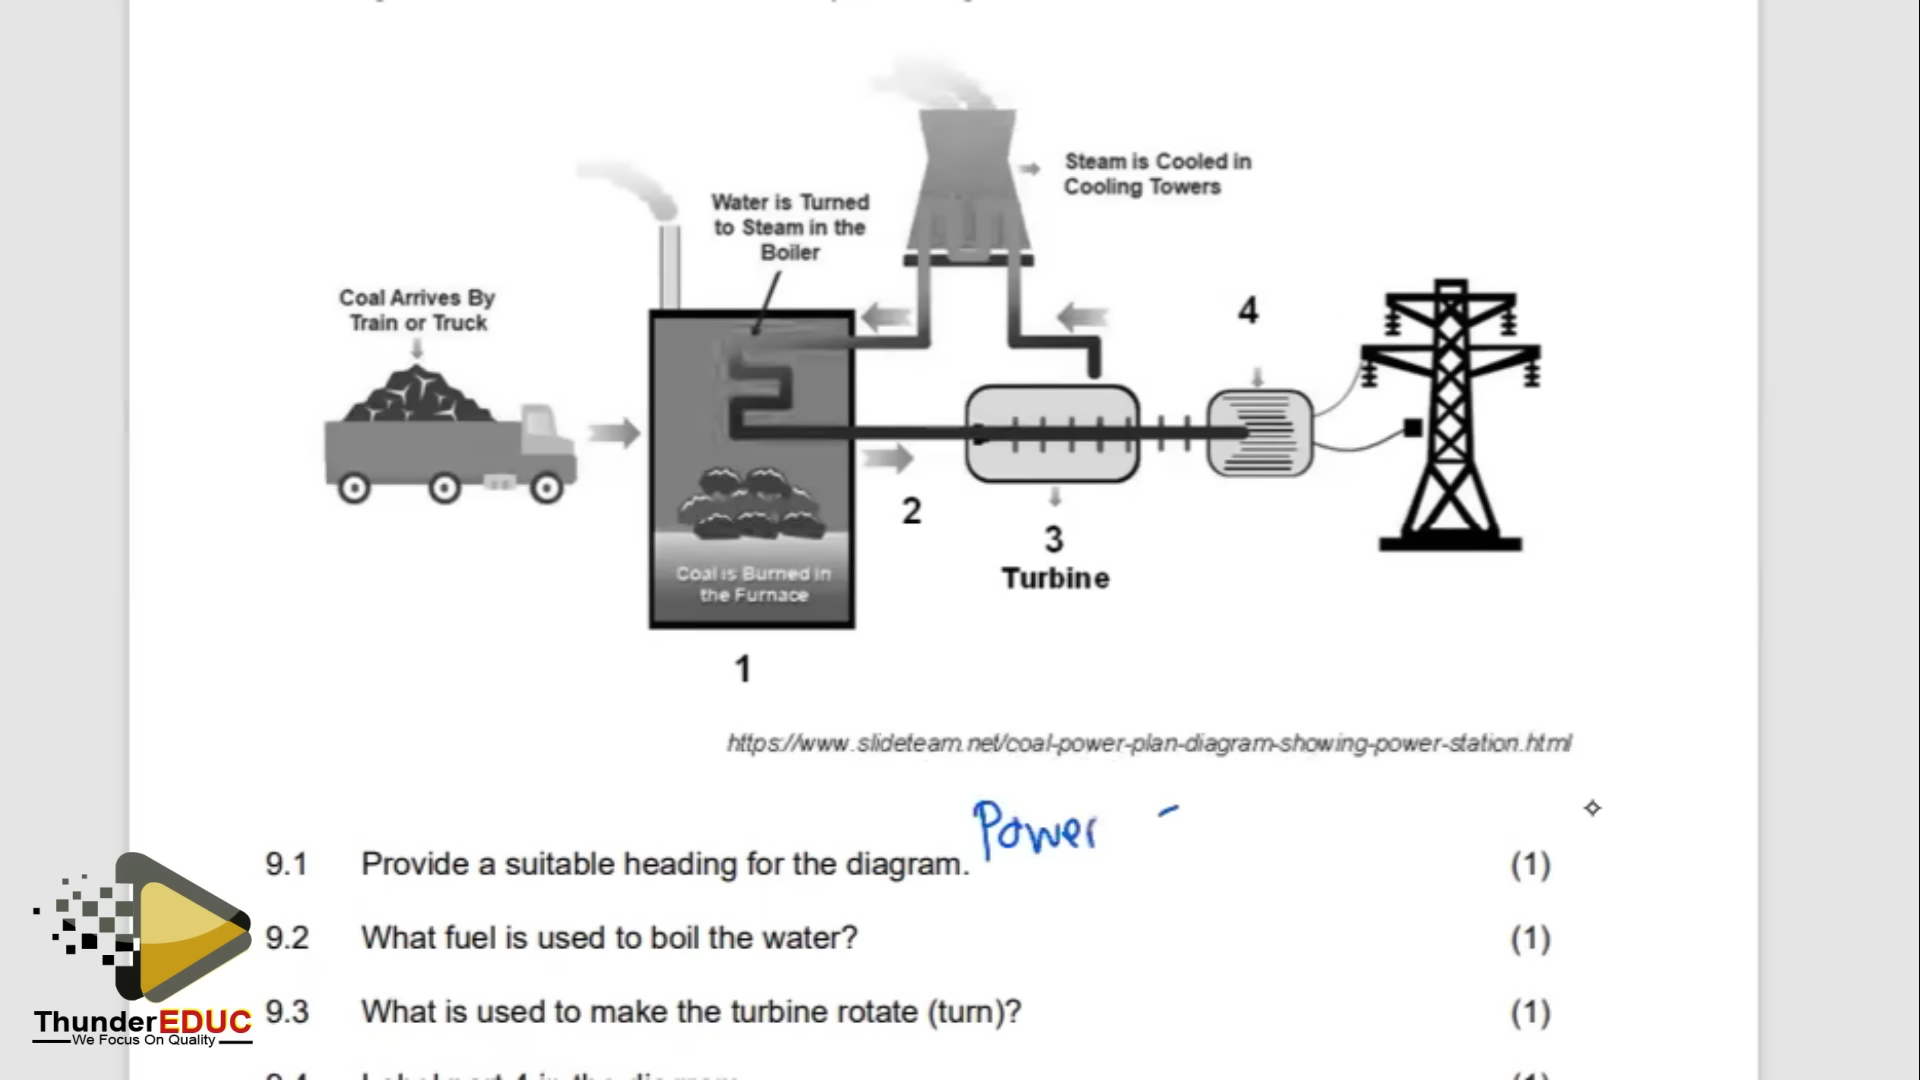 Steam is Cooled in
Cooling Towers
Water is Turned
to Steam in the
Boiler
Coal Arrives By
Train or Truck
4
2
3
Turbine
Coal is Burned in
the Furnace
1
https://www.slideteam.net/coal-power-plan-diagram-showing-power-station.html
Power
9.1 Provide a suitable heading for the diagram. (1)
9.2 What fuel is used to boil the water? (1)
9.3 What is used to make the turbine rotate (turn)? (1)
ThunderEDUC
We Focus On Quality